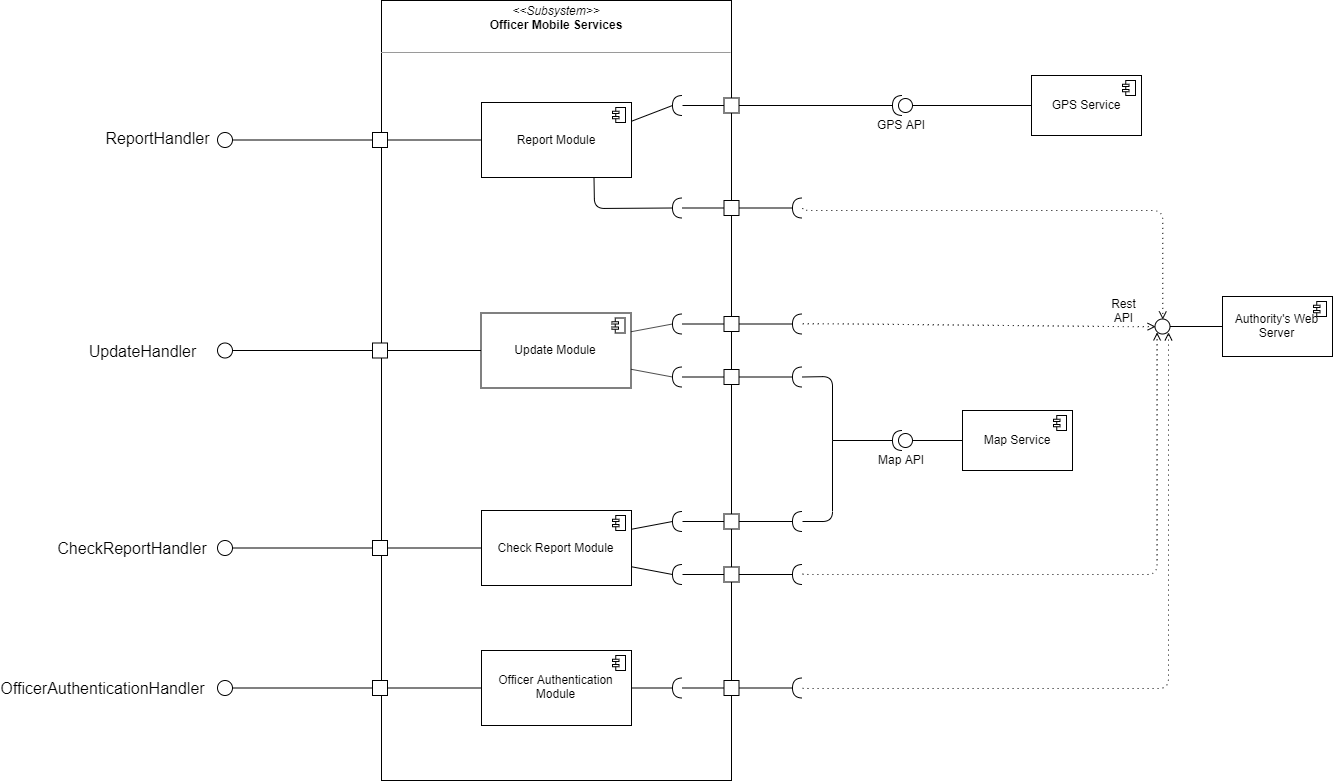 <<Subsystem>>
Officer Mobile Services
ReportHandler
Report Module
GPS API
GPS Service
UpdateHandler
Update Module
Rest
API
Authority's Web
Server
Map API
Map Service
CheckReportHandler
Check Report Module
OfficerAuthenticationHandler
Officer Authentication
Module